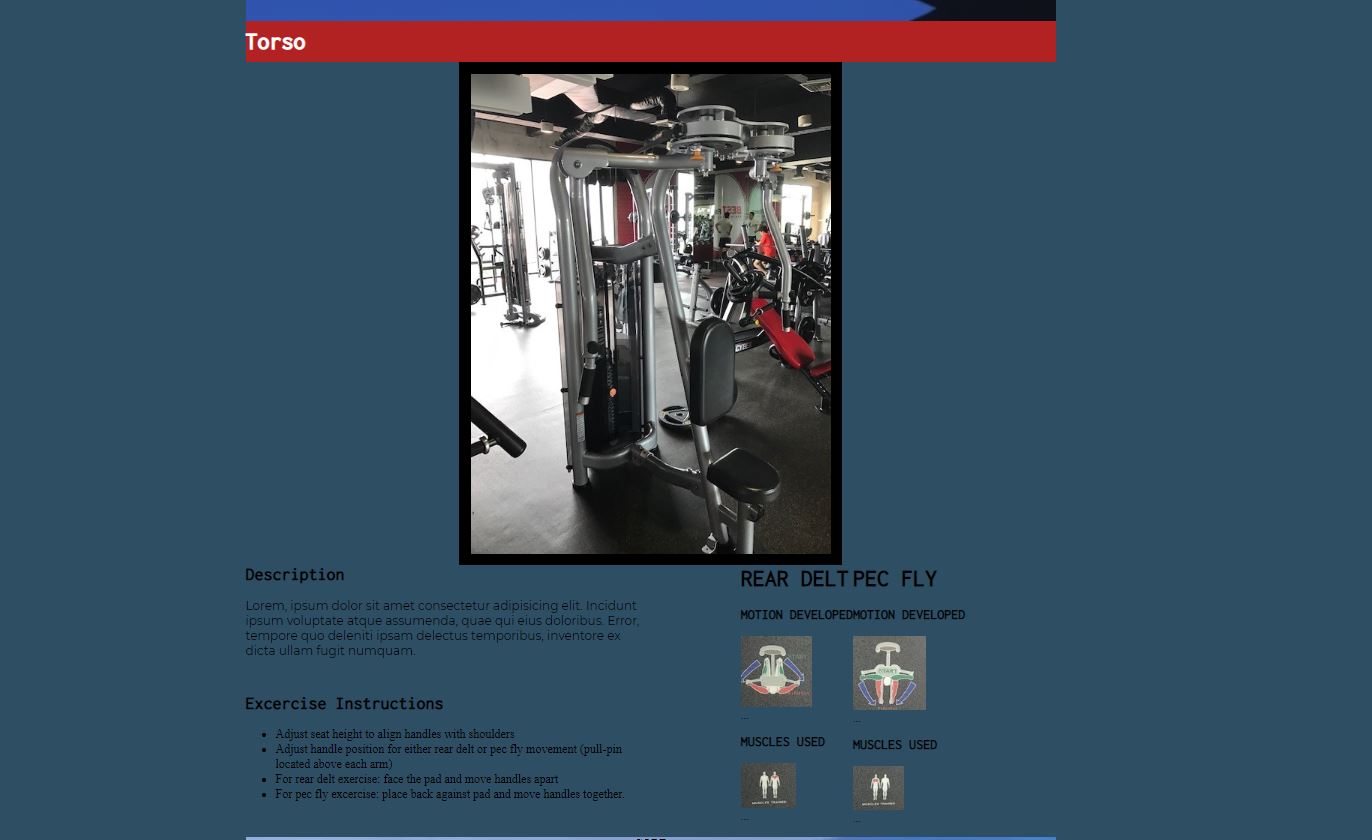 Torso
Description
Lorem, ipsum dolor sit amet consectetur adipisicing elit. Incidunt
ipsum voluptate atque assumenda, quae qui eius doloribus. Error,
tempore quo deleniti ipsam delectus temporibus, inventore ex
dicta ullam fugit numquam.
Excercise Instructions
Adjust seat height to align handles with shoulders
Adjust handle position for either rear delt or pec fly movement (pull-pin
located above each arm)
For rear delt exercise: face the pad and move handles apart
For pec fly excercise: place back against pad and move handles together.
REAR DELT
MOTION DEVELOPED
...
MUSCLES USED
MUSCLES TRAINED
...
PEC FLY
MOTION DEVELOPED
...
MUSCLES USED
MUSCLES TRAINED
...